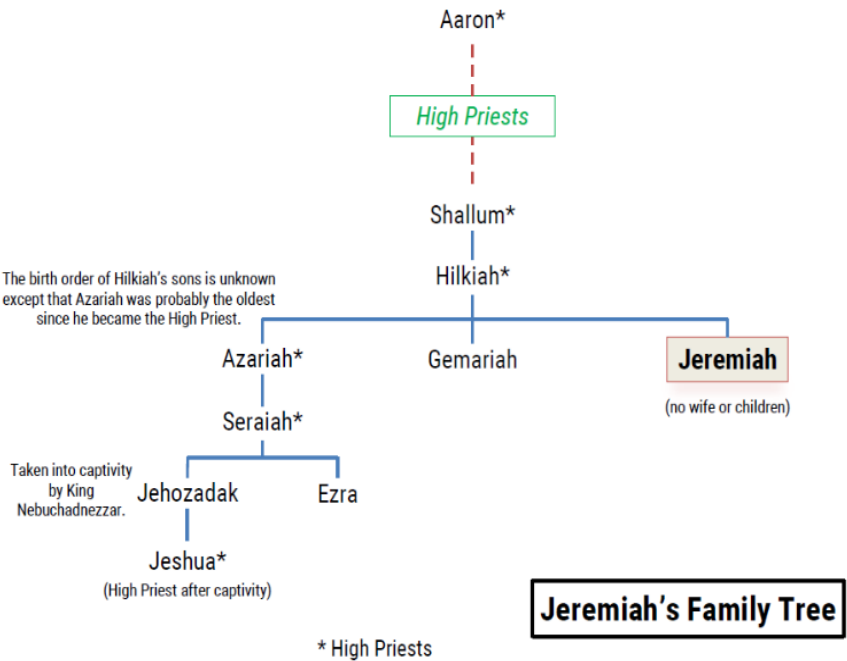 Aaron*
High Priests
Shallum*
Hilkiah*
The birth order of Hilkiah's sons is unknown
except that Azariah was probably the oldest
since he became the High Priest.
Azariah*
Gemariah
Jeremiah
(no wife or children)
Seraiah*
Taken into captivity
by King
Nebuchadnezzar.
Jehozadak
Ezra
Jeshua*
(High Priest after captivity)
Jeremiah's Family Tree
* High Priests